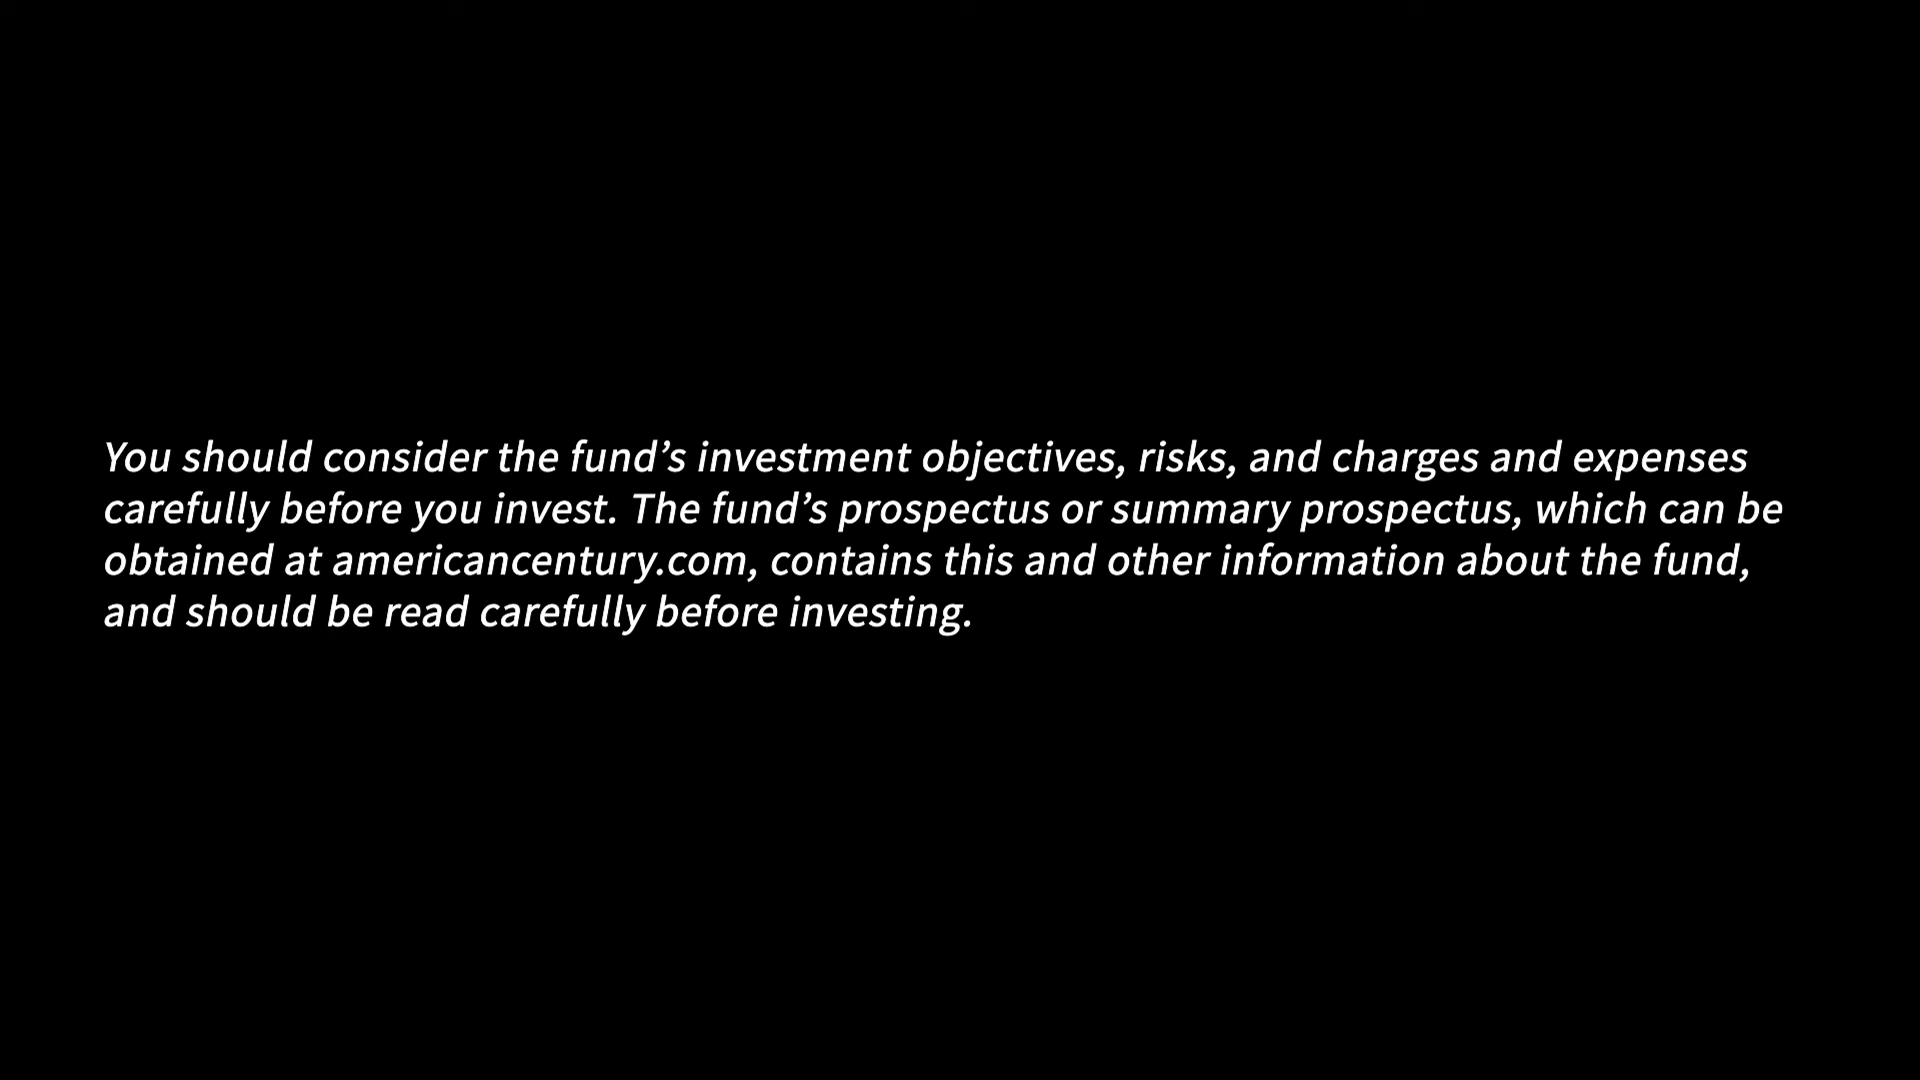 You should consider the fund’s investment objectives, risks, and charges and expenses
carefully before you invest. The fund’s prospectus or summary prospectus, which can be
obtained at americancentury.com, contains this and other information about the fund,
and should be read carefully before investing.